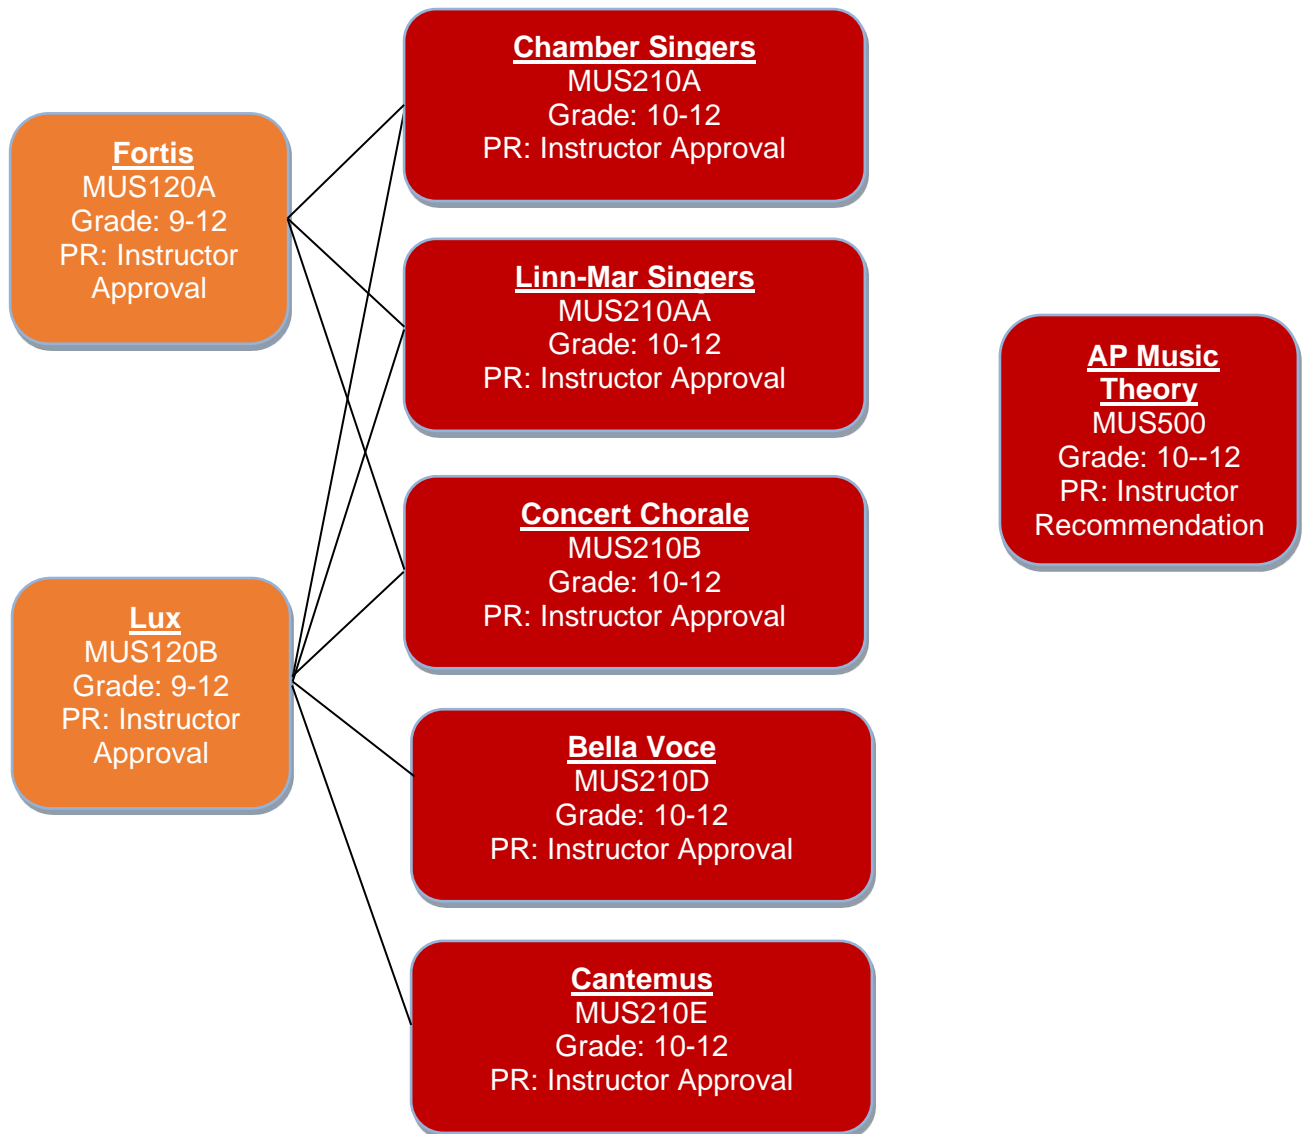 Chamber Singers
MUS210A
Grade: 10-12
PR: Instructor Approval
Fortis
MUS120A
Grade: 9-12
PR: Instructor
Approval
Linn-Mar Singers
MUS210AA
Grade: 10-12
PR: Instructor Approval
AP Music
Theory
MUS500
Grade: 10--12
PR: Instructor
Recommendation
Concert Chorale
MUS210B
Grade: 10-12
PR: Instructor Approval
Lux
MUS120B
Grade: 9-12
PR: Instructor
Approval
Bella Voce
MUS210D
Grade: 10-12
PR: Instructor Approval
Cantemus
MUS210E
Grade: 10-12
PR: Instructor Approval